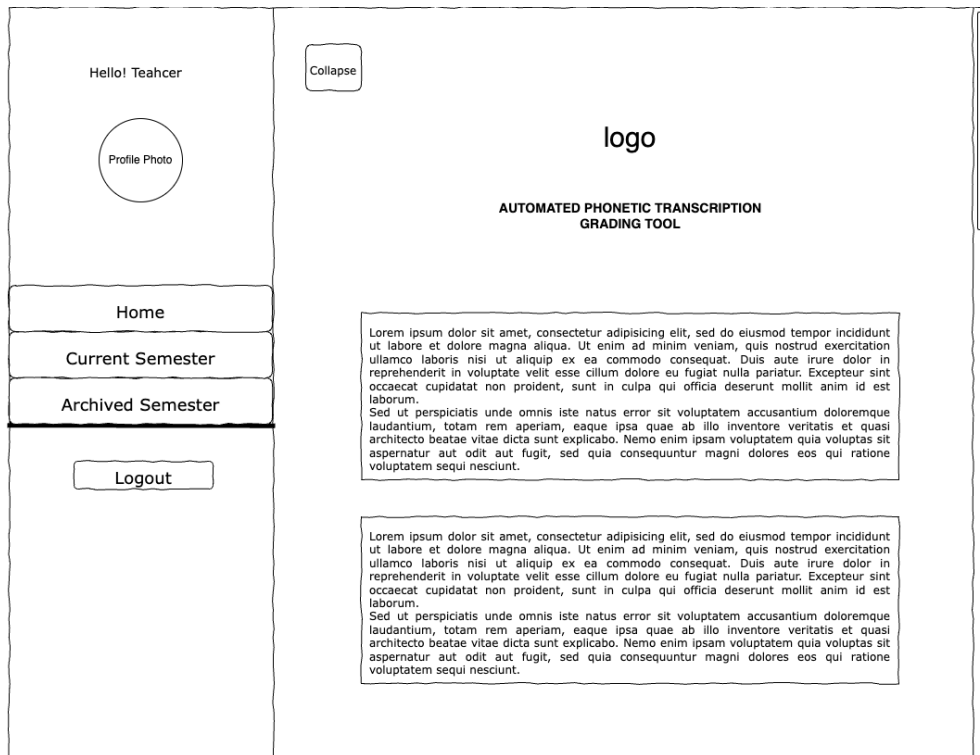 Hello! Teahcer
Profile Photo
Home
Current Semester
Archived Semester
Logout
Collapse
logo
AUTOMATED PHONETIC TRANSCRIPTION
GRADING TOOL
Lorem ipsum dolor sit amet, consectetur adipisicing elit, sed do eiusmod tempor incididunt
ut labore et dolore magna aliqua. Ut enim ad minim veniam, quis nostrud exercitation
ullamco laboris nisi ut aliquip ex ea commodo consequat. Duis aute irure dolor in
reprehenderit in voluptate velit esse cillum dolore eu fugiat nulla pariatur. Excepteur sint
occaecat cupidatat non proident, sunt in culpa qui officia deserunt mollit anim id est
laborum.
Sed ut perspiciatis unde omnis iste natus error sit voluptatem accusantium doloremque
laudantium, totam rem aperiam, eaque ipsa quae ab illo inventore veritatis et quasi
architecto beatae vitae dicta sunt explicabo. Nemo enim ipsam voluptatem quia voluptas sit
aspernatur aut odit aut fugit, sed quia consequuntur magni dolores eos qui ratione
voluptatem sequi nesciunt.
Lorem ipsum dolor sit amet, consectetur adipisicing elit, sed do eiusmod tempor incididunt
ut labore et dolore magna aliqua. Ut enim ad minim veniam, quis nostrud exercitation
ullamco laboris nisi ut aliquip ex ea commodo consequat. Duis aute irure dolor in
reprehenderit in voluptate velit esse cillum dolore eu fugiat nulla pariatur. Excepteur sint
occaecat cupidatat non proident, sunt in culpa qui officia deserunt mollit anim id est
laborum.
Sed ut perspiciatis unde omnis iste natus error sit voluptatem accusantium doloremque
laudantium, totam rem aperiam, eaque ipsa quae ab illo inventore veritatis et quasi
architecto beatae vitae dicta sunt explicabo. Nemo enim ipsam voluptatem quia voluptas sit
aspernatur aut odit aut fugit, sed quia consequuntur magni dolores eos qui ratione
voluptatem sequi nesciunt.